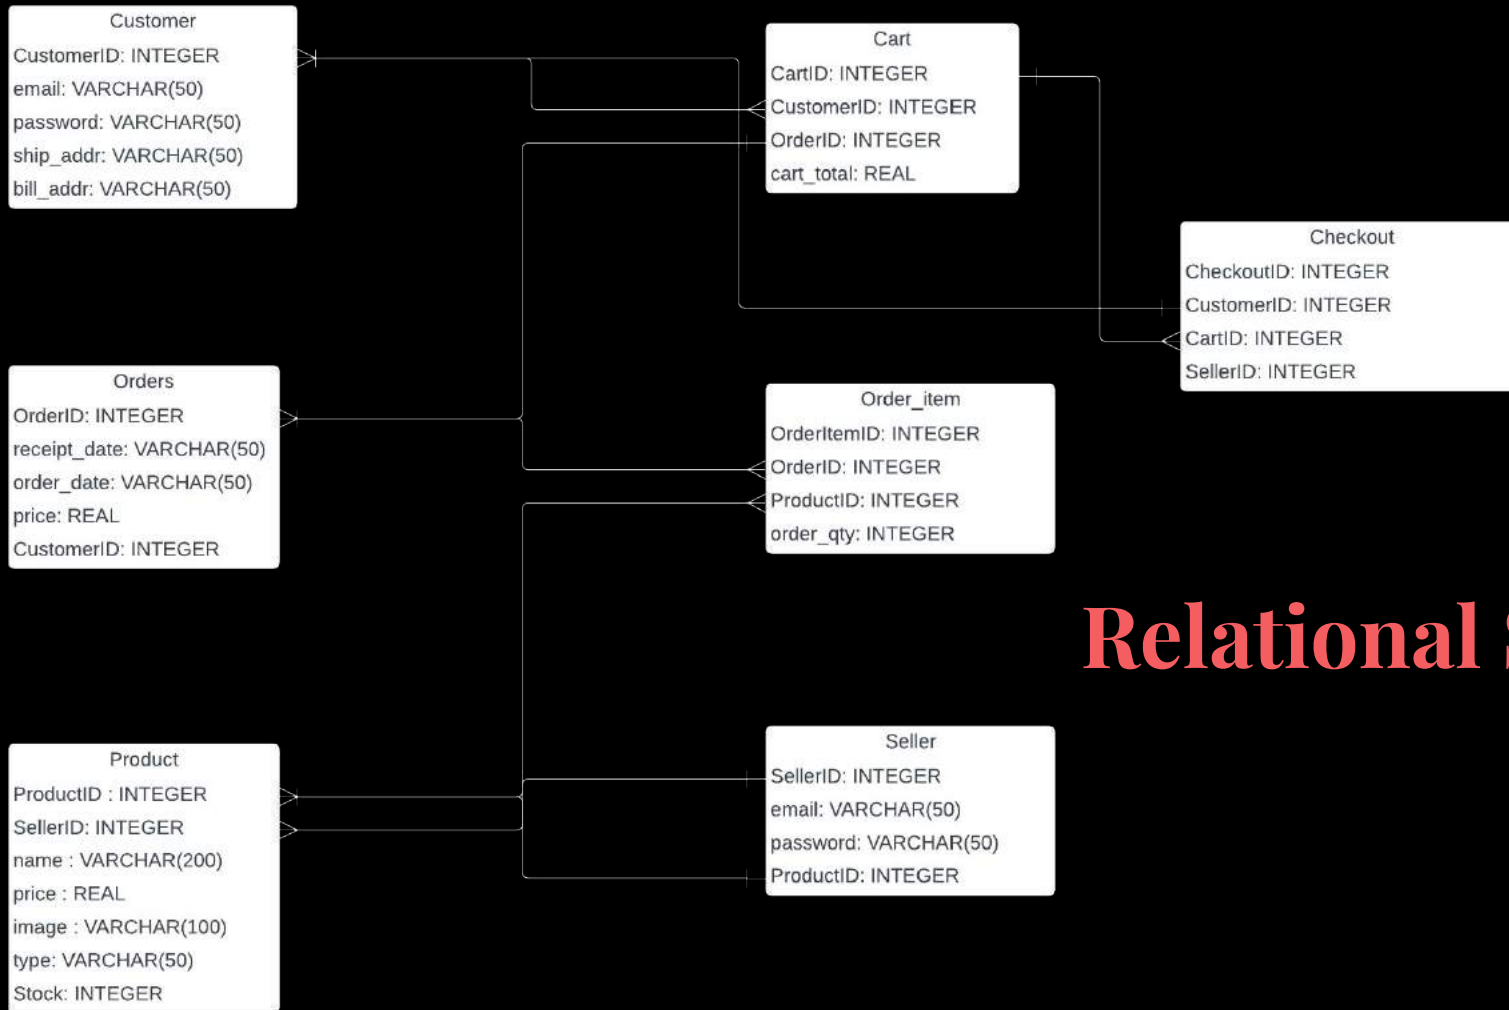 Customer
CustomerID: INTEGER
email: VARCHAR(50)
password: VARCHAR(50)
ship_addr: VARCHAR(50)
bill_addr: VARCHAR(50)
Cart
CartID: INTEGER
CustomerID: INTEGER
OrderID: INTEGER
cart_total: REAL
Checkout
CheckoutID: INTEGER
CustomerID: INTEGER
CartID: INTEGER
SellerID: INTEGER
Orders
OrderID: INTEGER
receipt_date: VARCHAR(50)
order_date: VARCHAR(50)
price: REAL
CustomerID: INTEGER
Order_item
OrderItemID: INTEGER
OrderID: INTEGER
ProductID: INTEGER
order_qty: INTEGER
Relational
Product
ProductID : INTEGER
SellerID: INTEGER
name : VARCHAR(200)
price : REAL
image : VARCHAR(100)
type: VARCHAR(50)
Stock: INTEGER
Seller
SellerID: INTEGER
email: VARCHAR(50)
password: VARCHAR(50)
ProductID: INTEGER